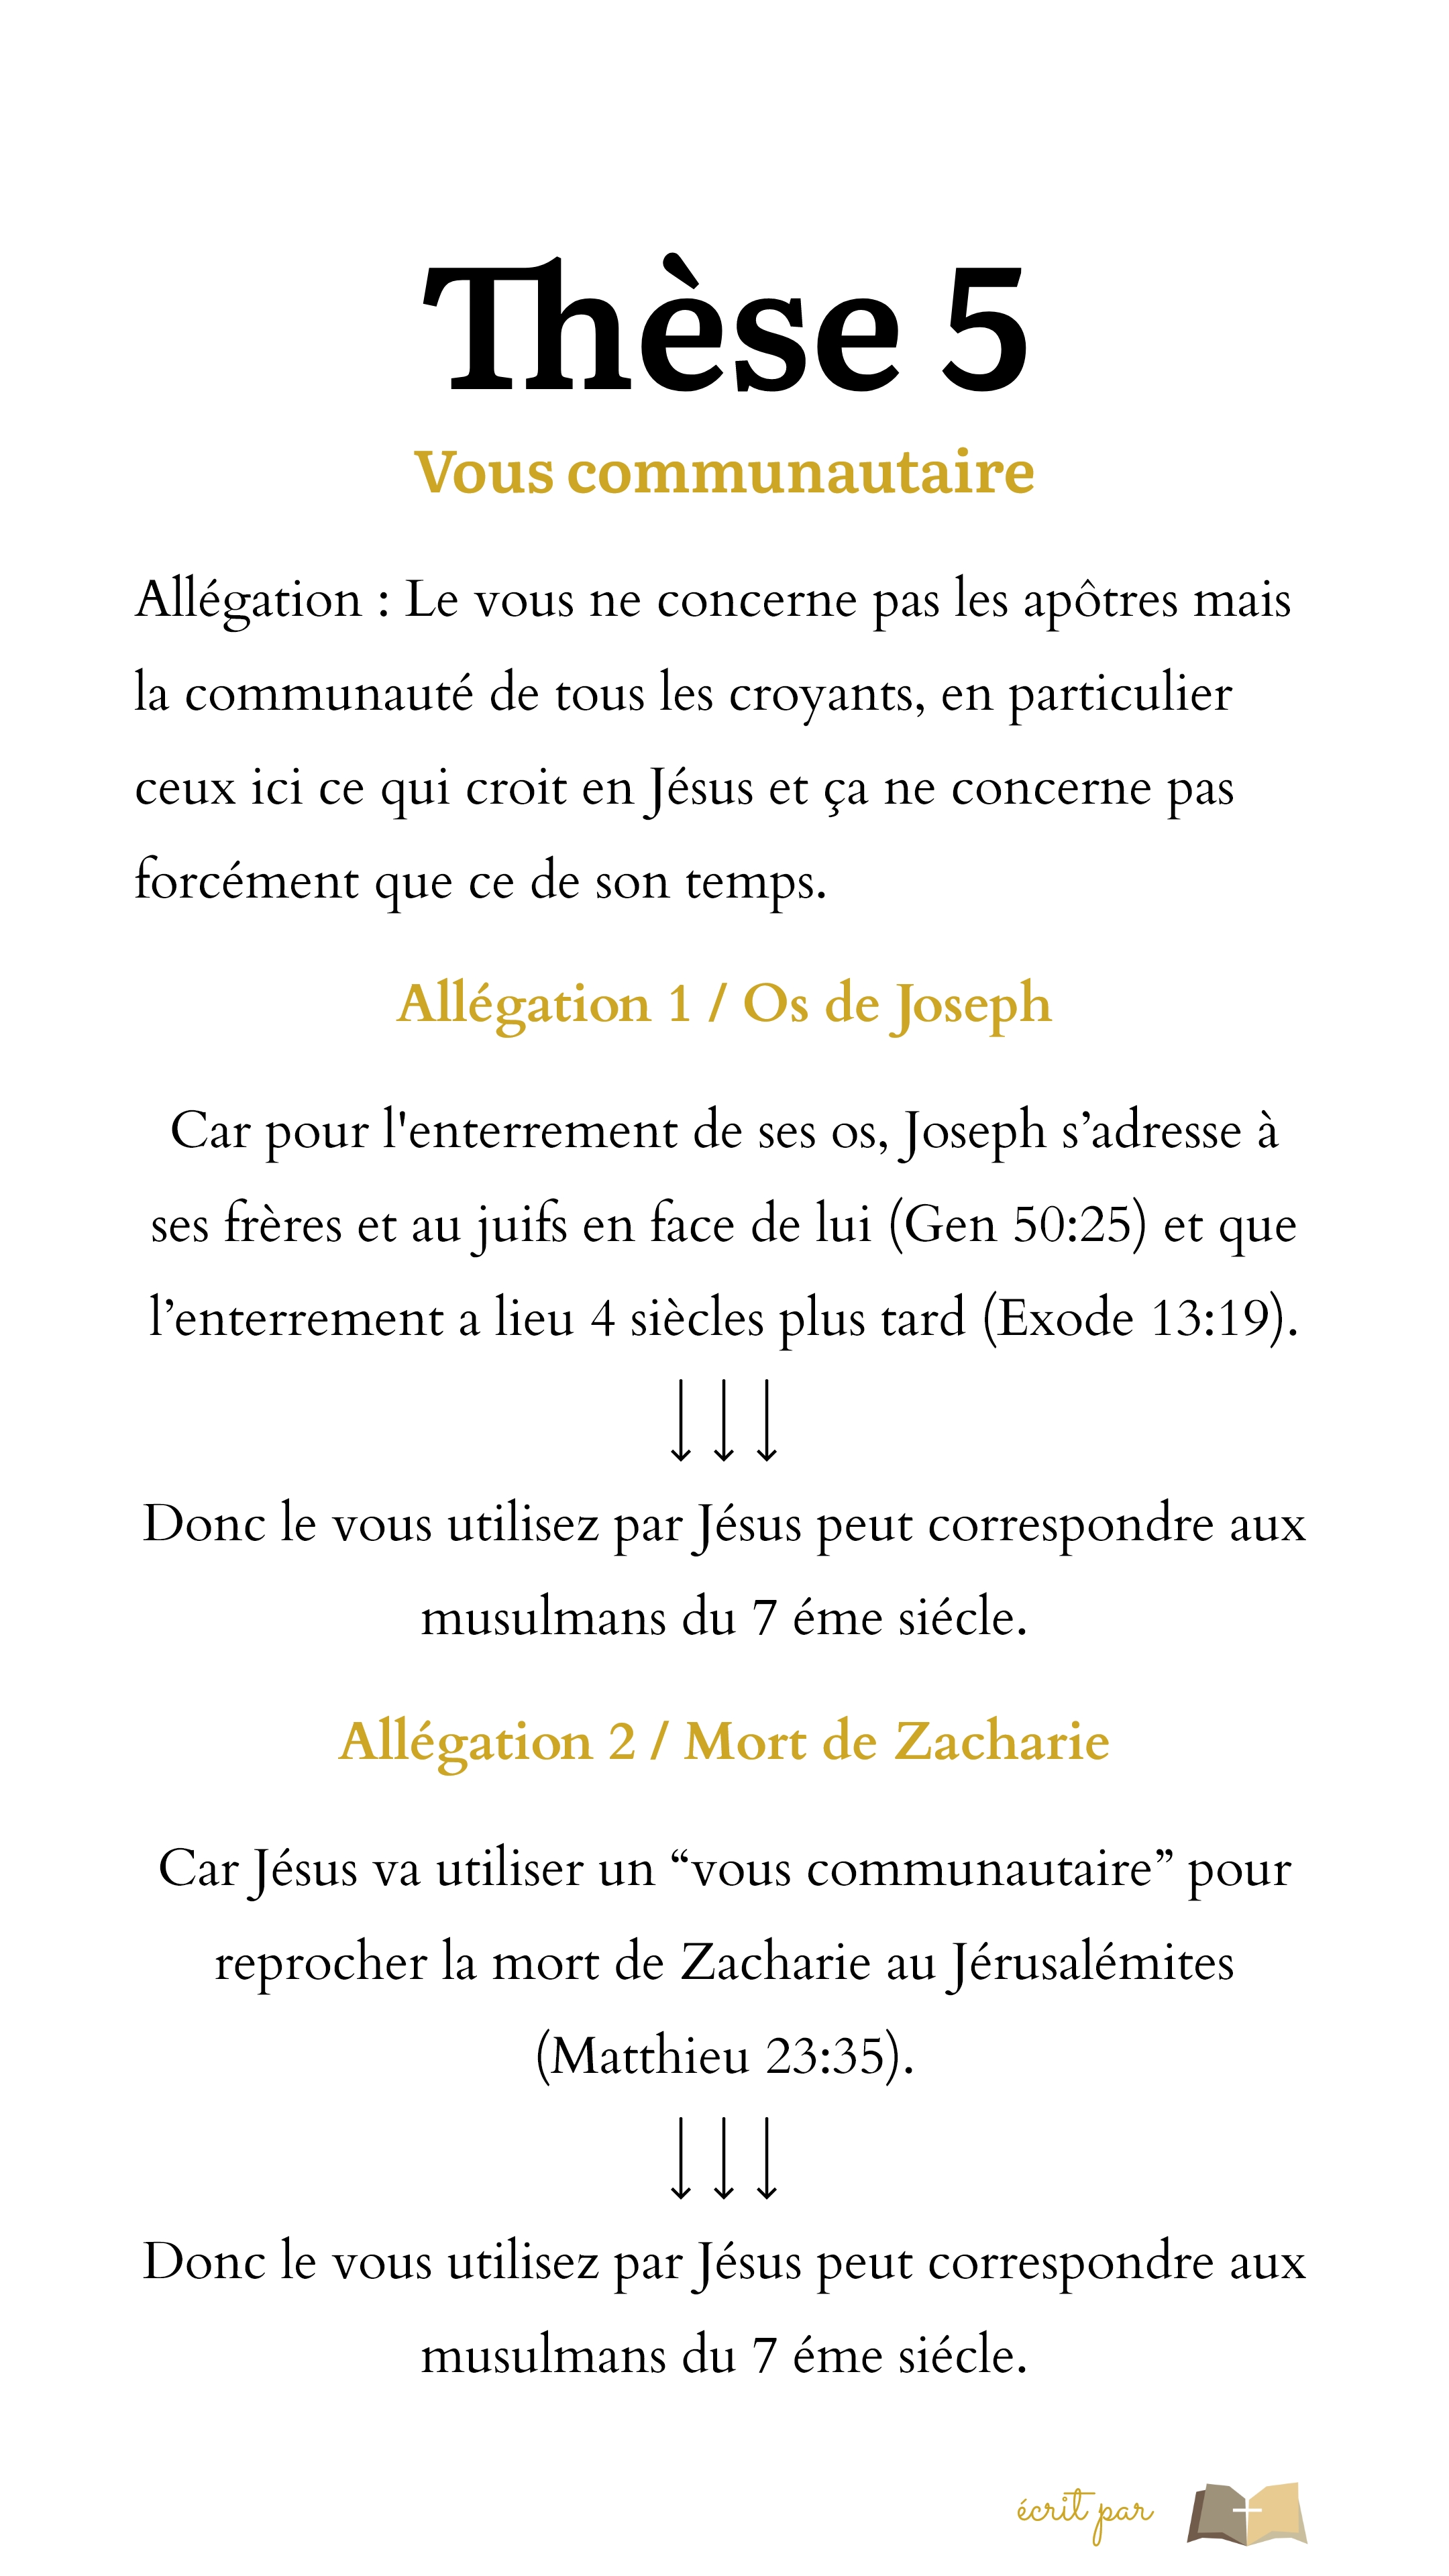 Thèse 5
Vous communautaire
Allégation : Le vous ne concerne pas les apôtres mais
la communauté de tous les croyants, en particulier
ceux ici ce qui croit en Jésus et ça ne concerne pas
forcément que ce de son temps.
Allégation 1 / Os de Joseph
Car pour l'enterrement de ses os, Joseph s’adresse à
ses frères et au juifs en face de lui (Gen 50:25) et que
l’enterrement a lieu 4 siècles plus tard (Exode 13:19).
Donc le vous utilisez par Jésus peut correspondre aux
musulmans du 7 éme siécle.
Allégation 2 / Mort de Zacharie
Car Jésus va utiliser un “vous communautaire” pour
reprocher la mort de Zacharie au Jérusalémites
(Matthieu 23:35).
Donc le vous utilisez par Jésus peut correspondre aux
musulmans du 7 éme siécle.
écrit par